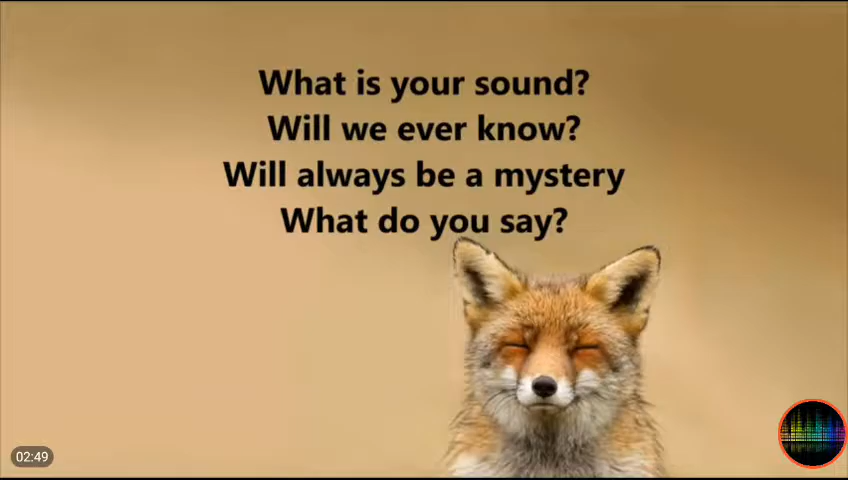 What is your sound?
Will we ever know?
Will always be a mystery
What do you say?
02:49